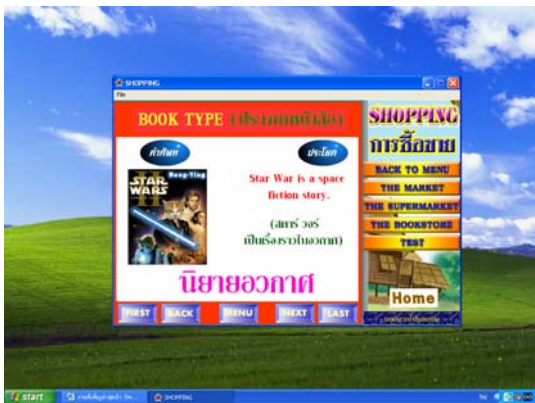 SHOPPING
File
BOOK TYPE (ประเภทหนังสือ)
คำศัพท์
ประโยค
STAR WARS
II
Hong-Ying
Star War is a space
fiction story.
(สตาร์ วอร์
เป็นเรื่องราวในอวกาศ)
นิยายอวกาศ
FIRST
BACK
MENU
NEXT
LAST
SHOPPING
การซื้อขาย
BACK TO MENU
THE MARKET
THE SUPERMARKET
THE BOOKSTORE
TEST
Home
start
SHOPPING